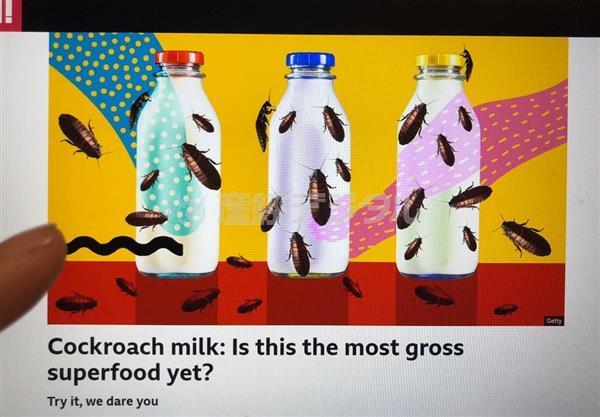 !!
Getty
Cockroach milk: Is this the most gross
superfood yet?
Try it, we dare you